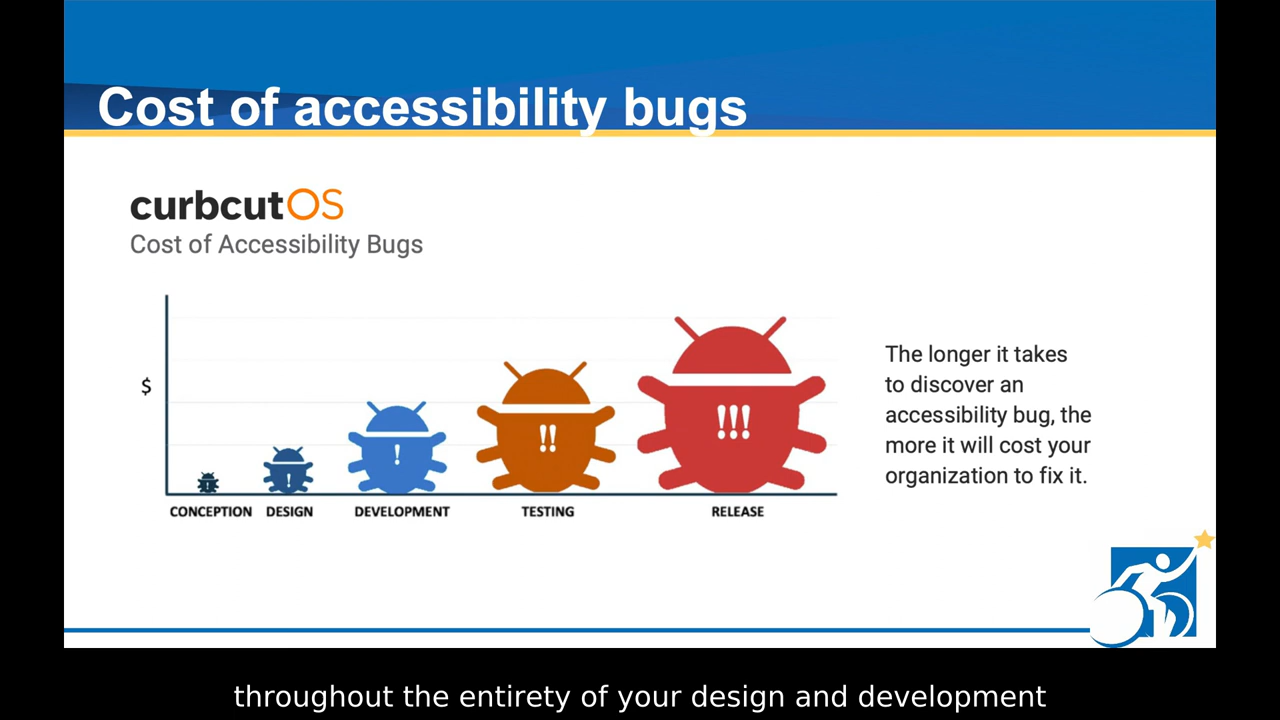 Cost of accessibility bugs
curbcutOS
Cost of Accessibility Bugs
$
!
!
!!
!!!
CONCEPTION DESIGN DEVELOPMENT TESTING RELEASE
The longer it takes
to discover an
accessibility bug, the
more it will cost your
organization to fix it.
throughout the entirety of your design and development